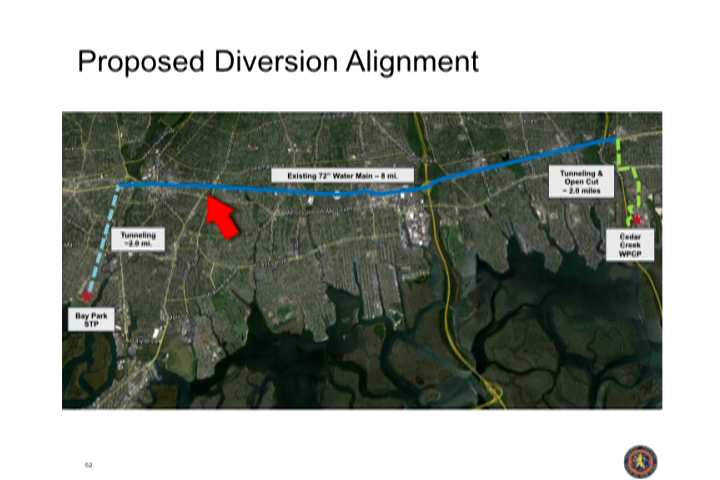 Proposed Diversion Alignment
Existing 72" Water Main – 8 mi.
Tunneling &
Open Cut
~ 2.0 miles
Tunneling
~2.0 mi.
Cedar
Creek
WPCP
Bay Park
STP